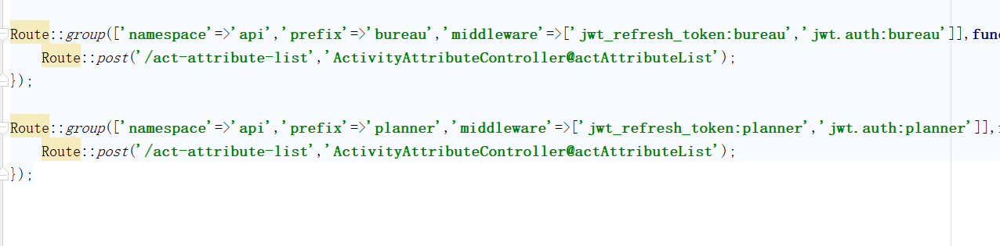 Route::group(['namespace'=>'api','prefix'=>'bureau','middleware'=>['jwt_refresh_token:bureau','jwt.auth:bureau']],func
Route::post('/act-attribute-list','ActivityAttributeController@actAttributeList');
});
Route::group(['namespace'=>'api','prefix'=>'planner','middleware'=>['jwt_refresh_token:planner','jwt.auth:planner']],
Route::post('/act-attribute-list','ActivityAttributeController@actAttributeList');
});